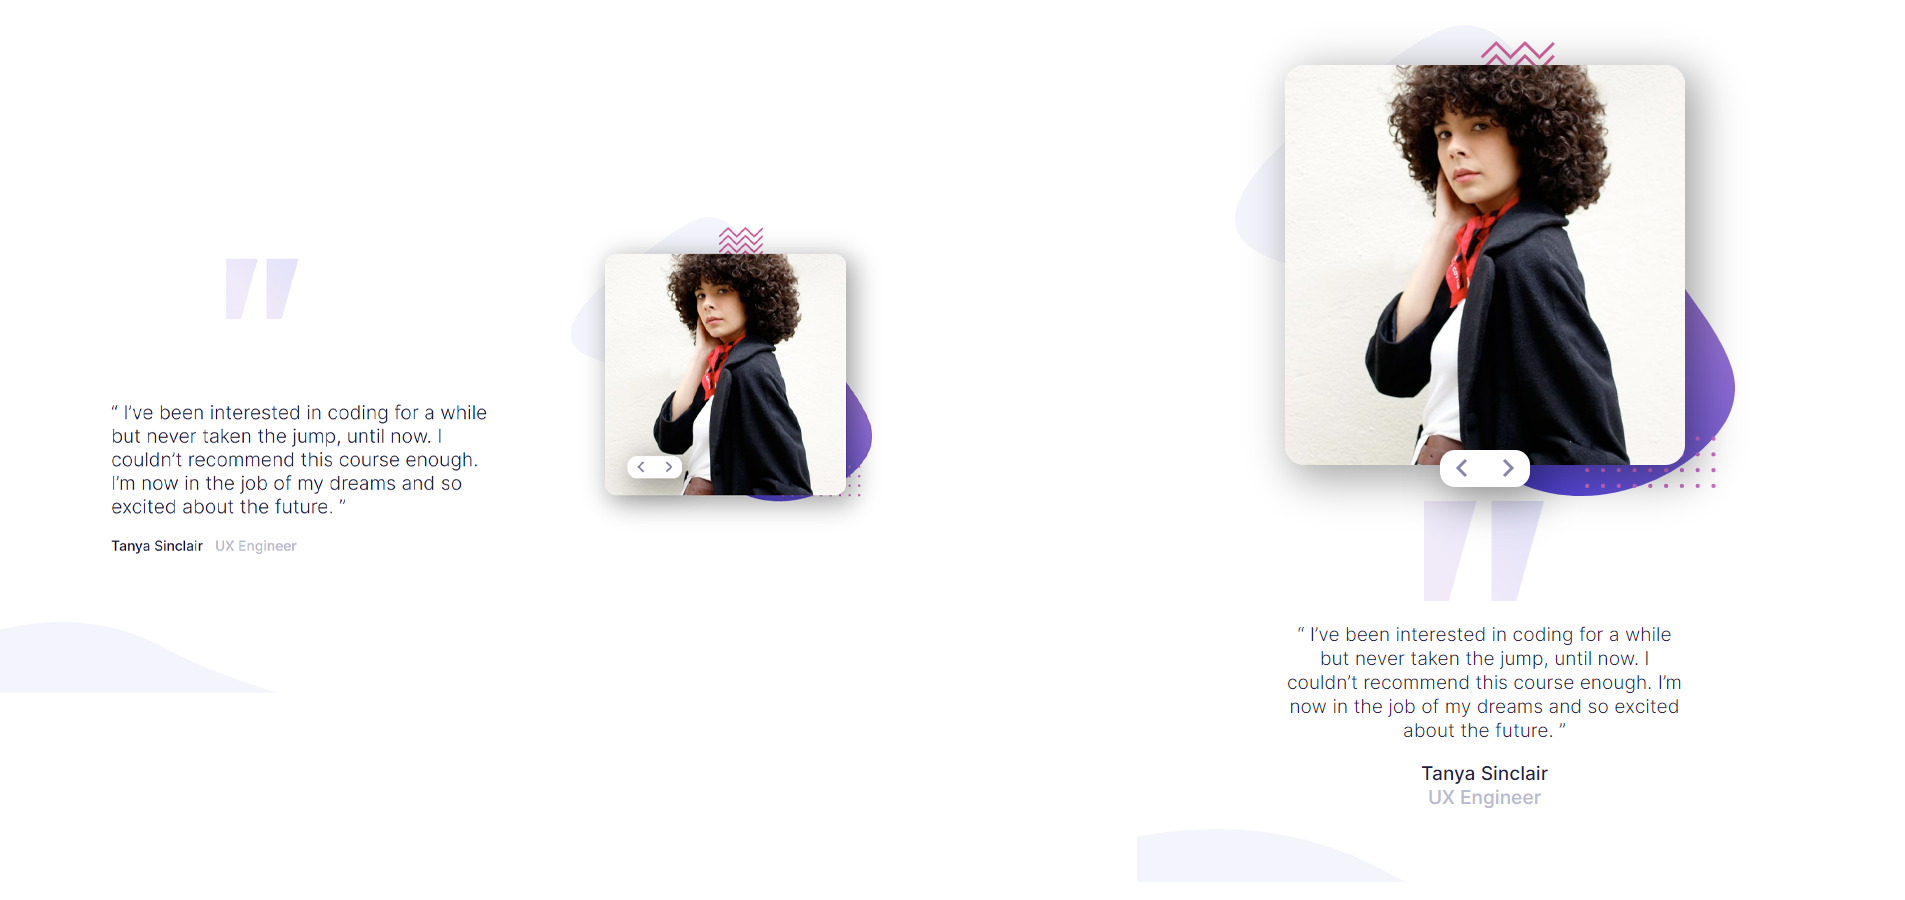 “ I’ve been interested in coding for a while
but never taken the jump, until now. I
couldn’t recommend this course enough.
I’m now in the job of my dreams and so
excited about the future. ”
Tanya Sinclair UX Engineer
“ I’ve been interested in coding for a while
but never taken the jump, until now. I
couldn’t recommend this course enough. I’m
now in the job of my dreams and so excited
about the future. ”
Tanya Sinclair
UX Engineer